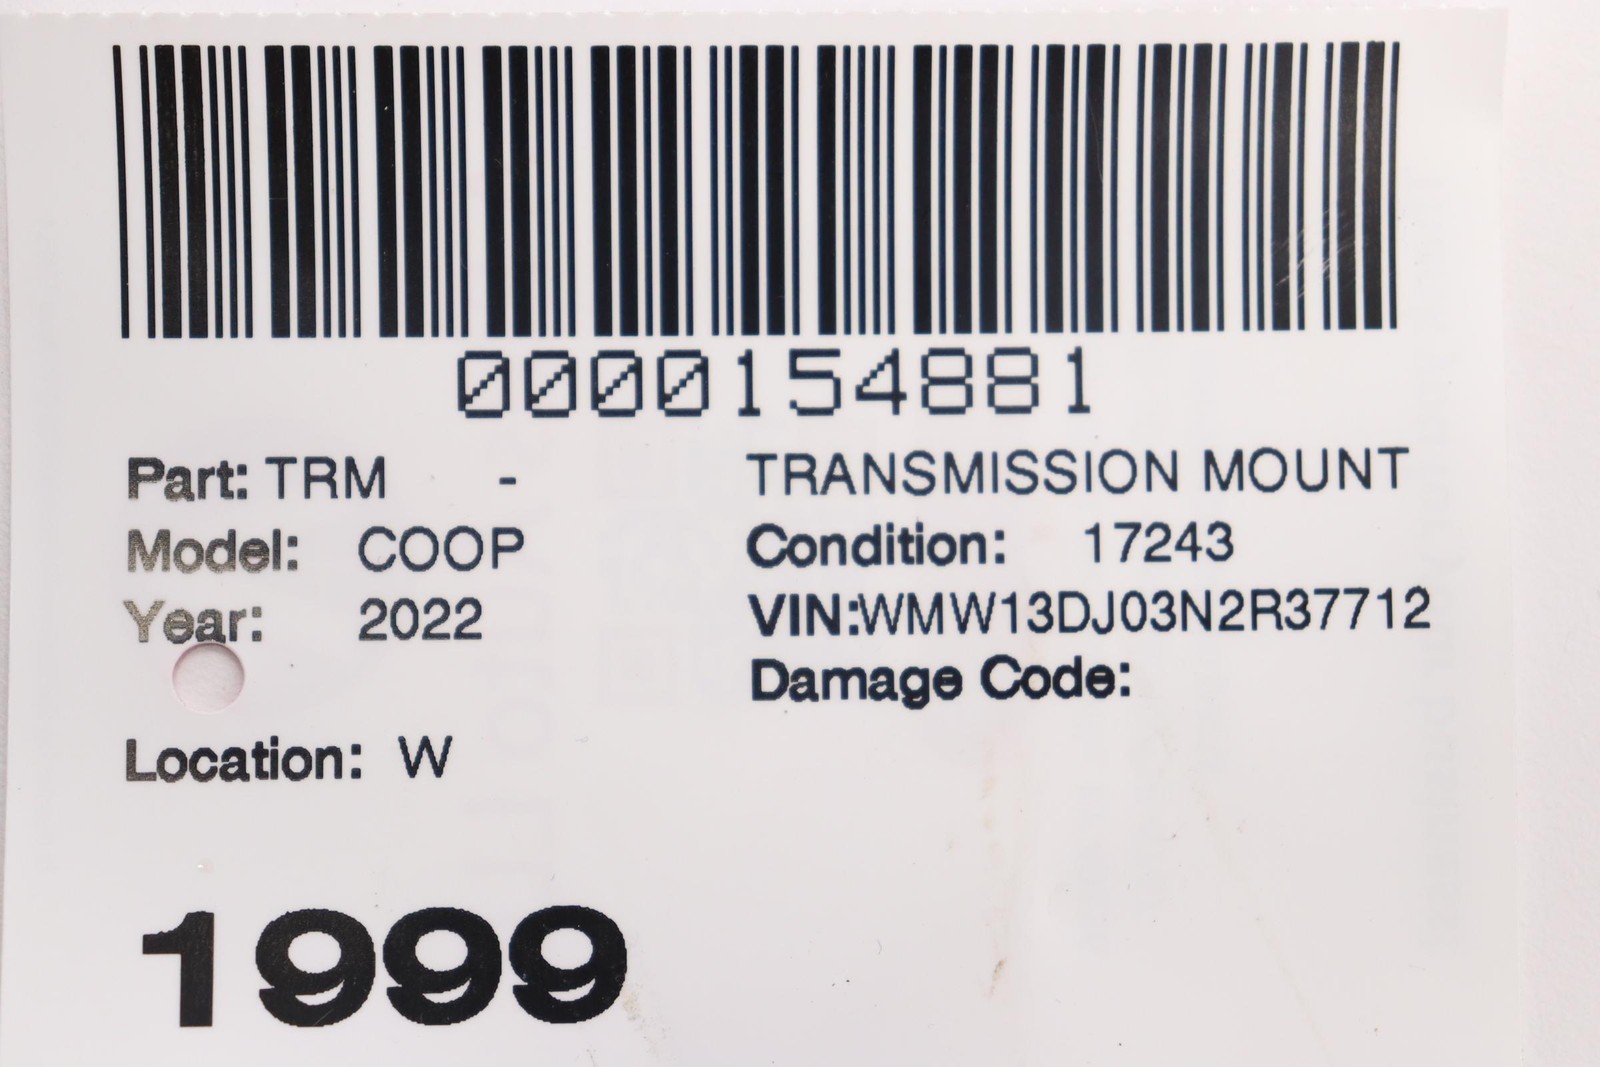 0000154881
Part: TRM - TRANSMISSION MOUNT
Model: COOP Condition: 17243
Year: 2022 VIN:WMW13DJ03N2R37712
Damage Code:
Location: W
1999